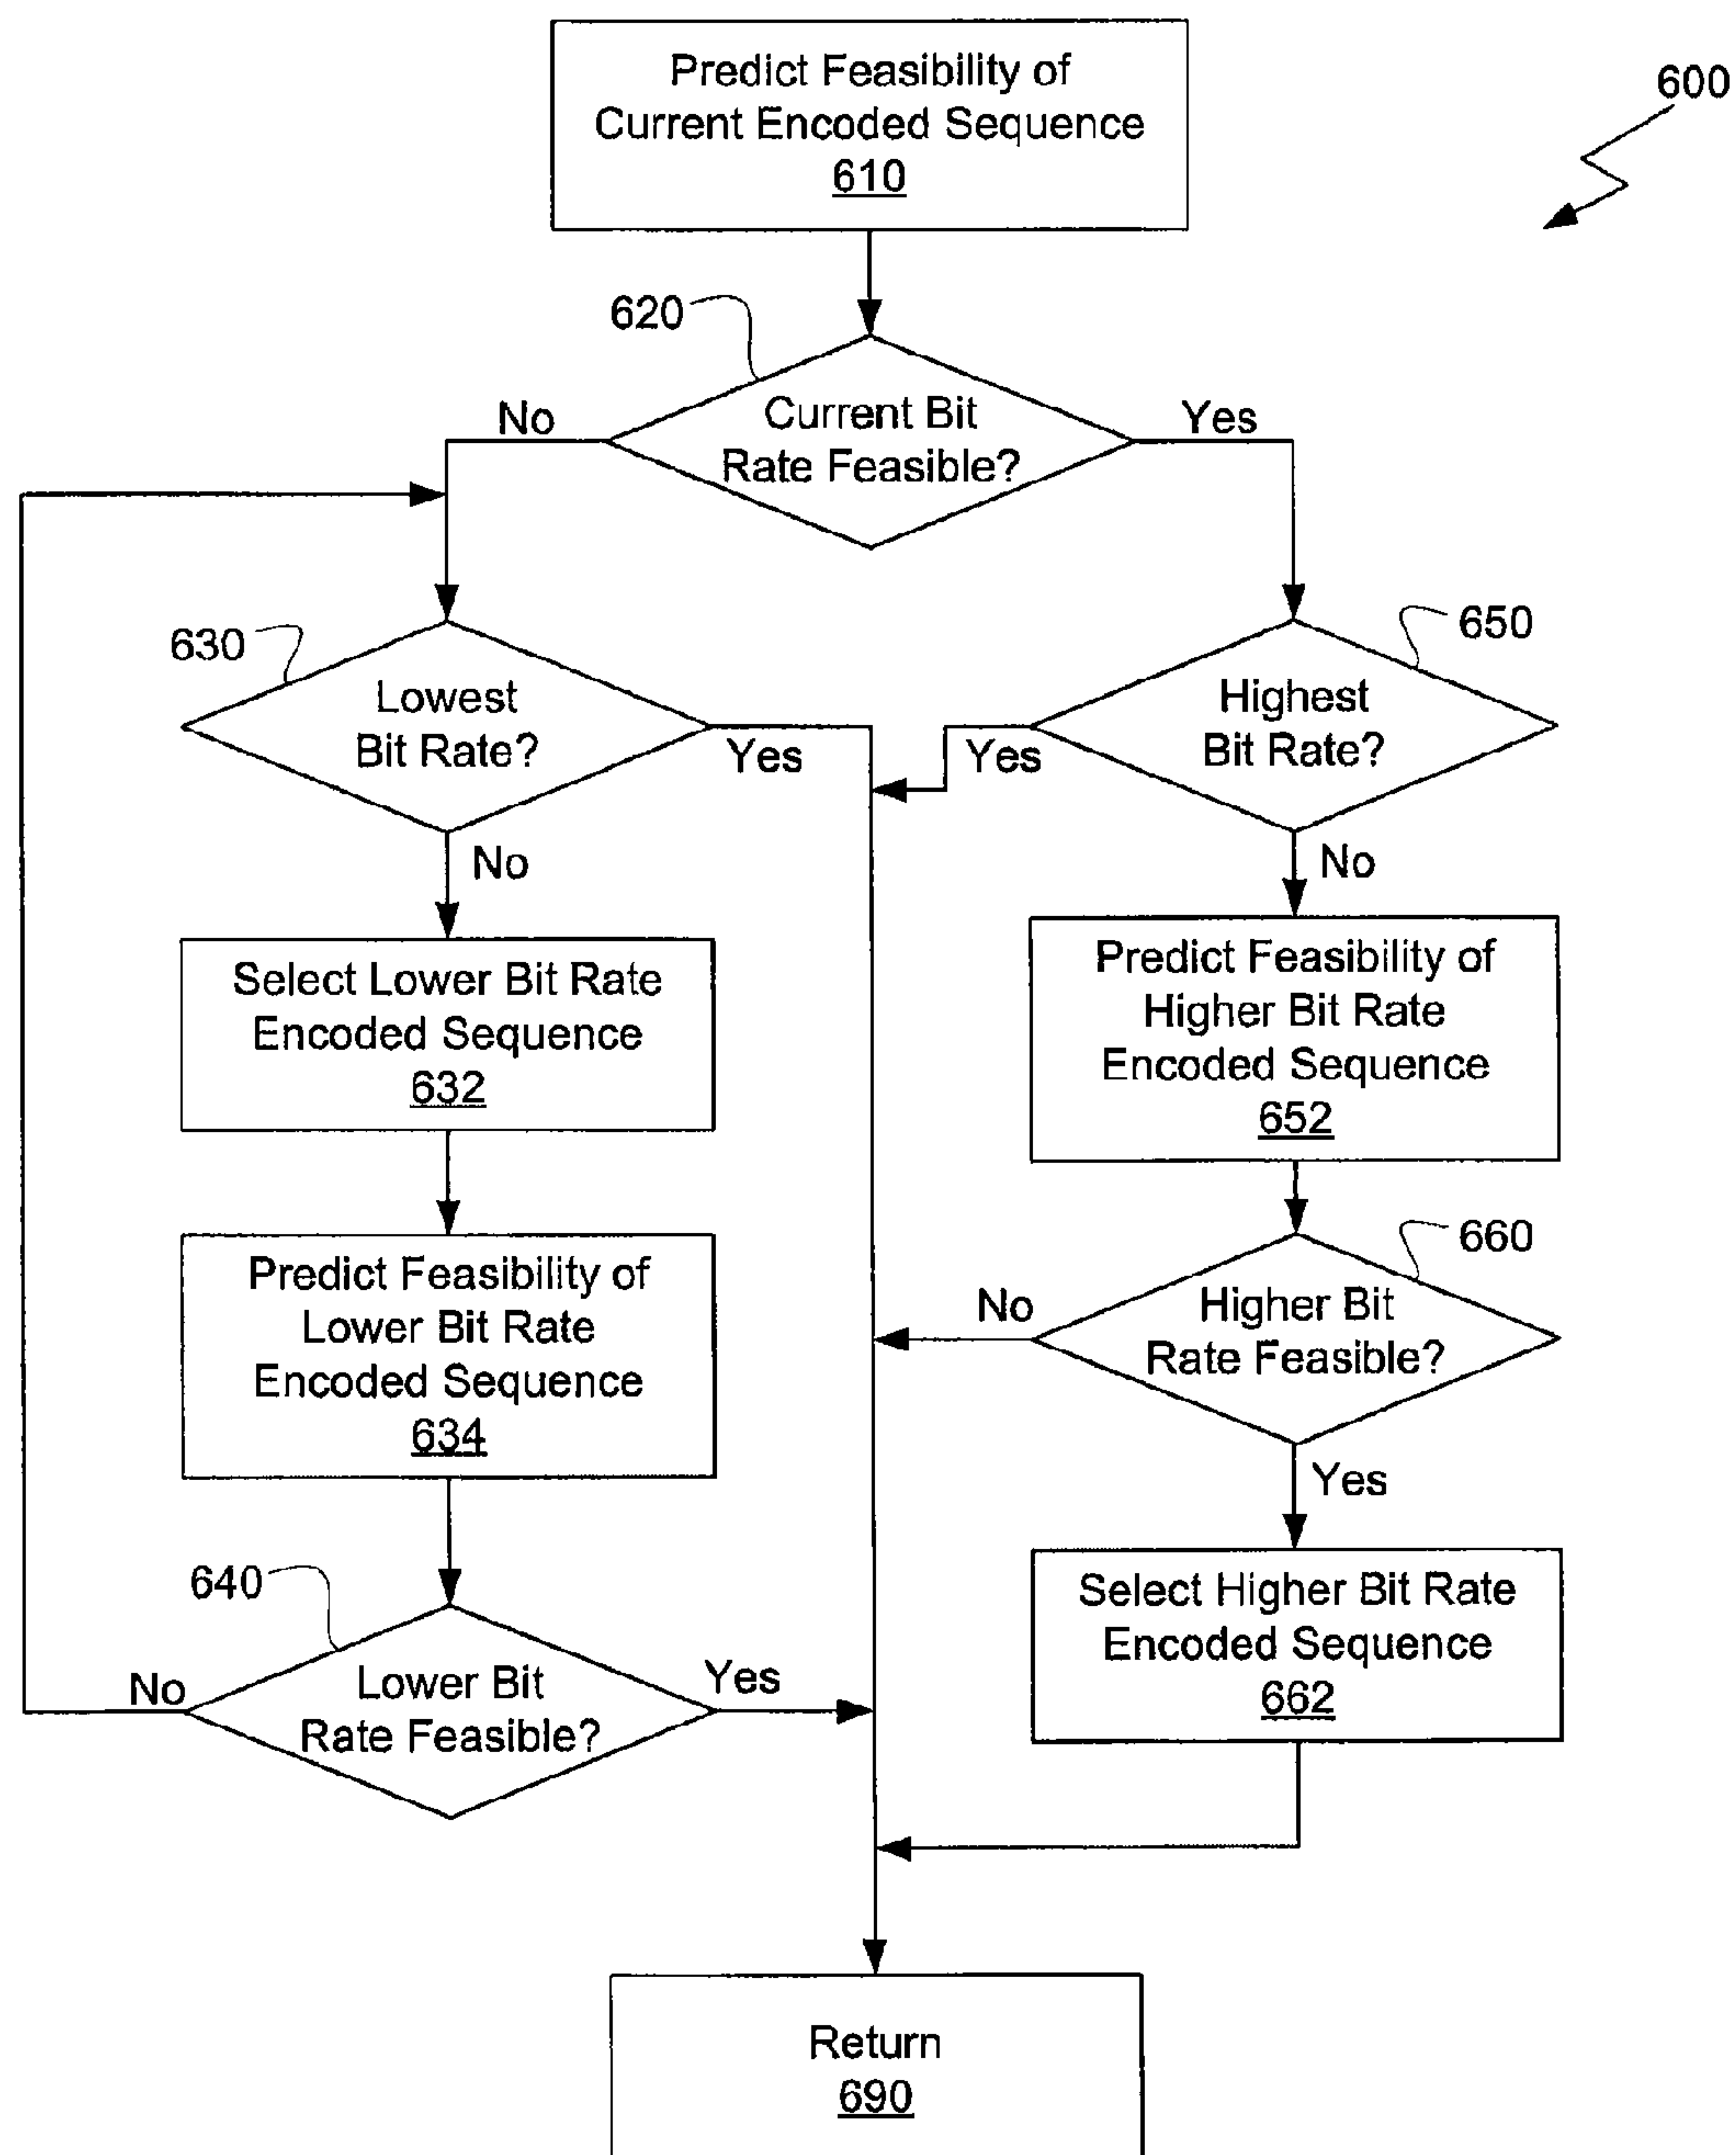 Predict Feasibility of
Current Encoded Sequence
610
600
620
Current Bit
Rate Feasible?
No
Yes
630
Lowest
Bit Rate?
Yes
No
650
Highest
Bit Rate?
Yes
No
Select Lower Bit Rate
Encoded Sequence
632
Predict Feasibility of
Higher Bit Rate
Encoded Sequence
652
Predict Feasibility of
Lower Bit Rate
Encoded Sequence
634
660
Higher Bit
Rate Feasible?
No
Yes
640
Lower Bit
Rate Feasible?
No
Yes
Select Higher Bit Rate
Encoded Sequence
662
Return
690